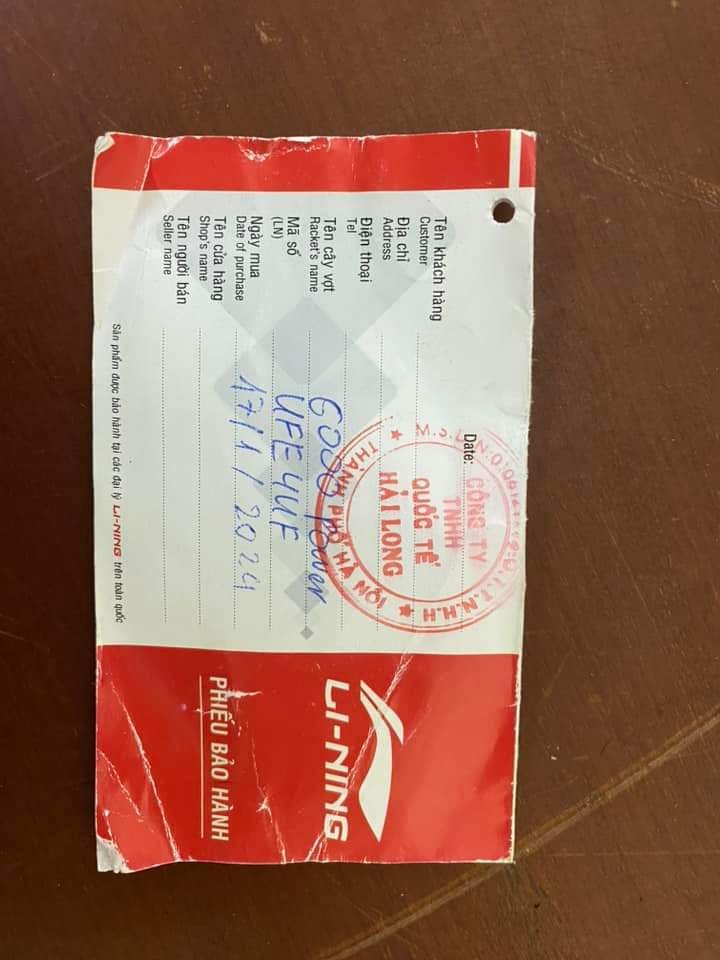 LI-NING
PHIẾU BẢO HÀNH
Date:
Tên khách hàng
Customer
Địa chỉ
Address
Điện thoại
Tel
Tên cây vợt
Racket's name
6000 power
Mã số
(LN)
UFE4UF
Ngày mua
Date of purchase
17/1/2024
Tên cửa hàng
Shop's name
Tên người bán
Seller name
Sản phẩm được bảo hành tại các đại lý LI-NING trên toàn quốc
CÔNG TY
TNHH
QUỐC TẾ
HẢI LONG
THÀNH PHỐ HÀ NỘI